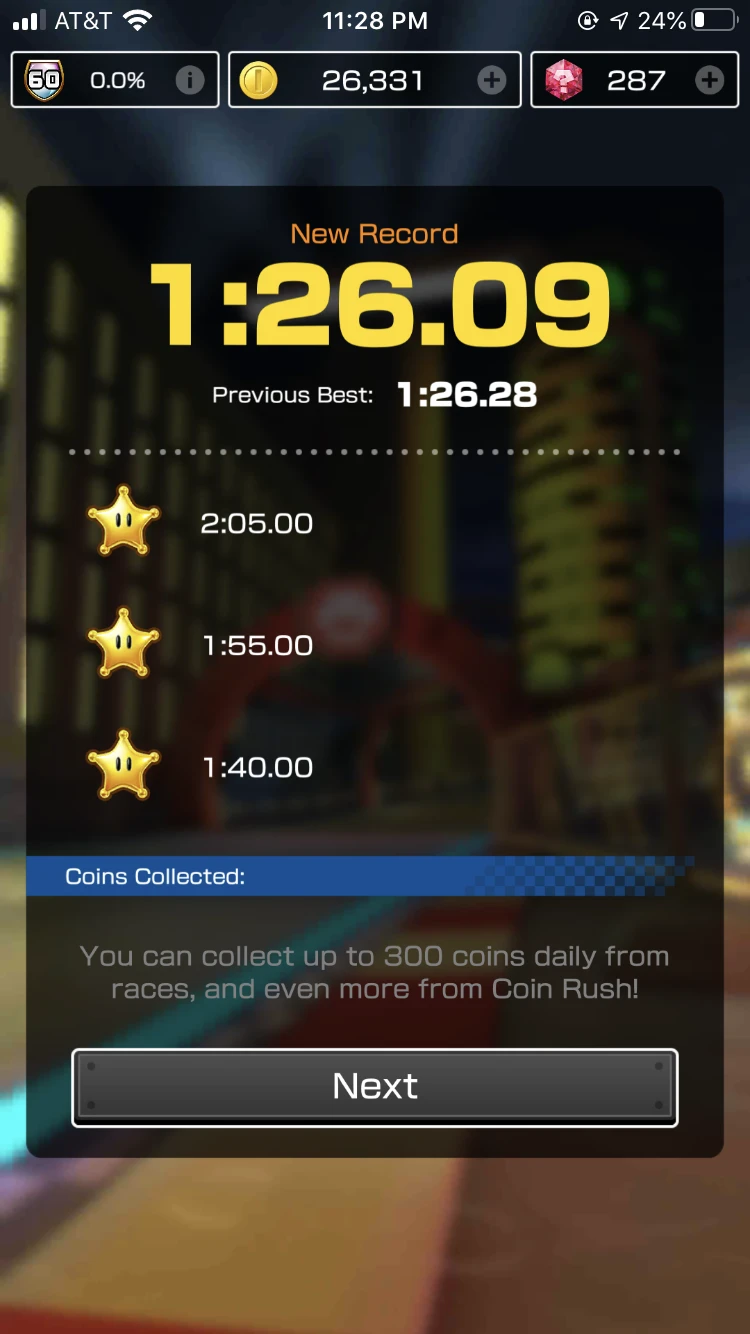 AT&T 11:28 PM 24%
60 0.0% i 26,331 + 287 +
New Record
1:26.09
Previous Best: 1:26.28
2:05.00
1:55.00
1:40.00
Coins Collected:
You can collect up to 300 coins daily from
races, and even more from Coin Rush!
Next